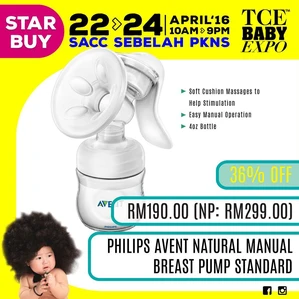 STAR BUY
22>24 | APRIL'16 10AM>9PM
SACC SEBELAH PKNS
TCE™ BABY EXPO
Soft Cushion Massages to
Help Stimulation
Easy Manual Operation
4oz Bottle
AVENT
36% OFF
RM190.00 (NP: RM299.00)
PHILIPS AVENT NATURAL MANUAL
BREAST PUMP STANDARD